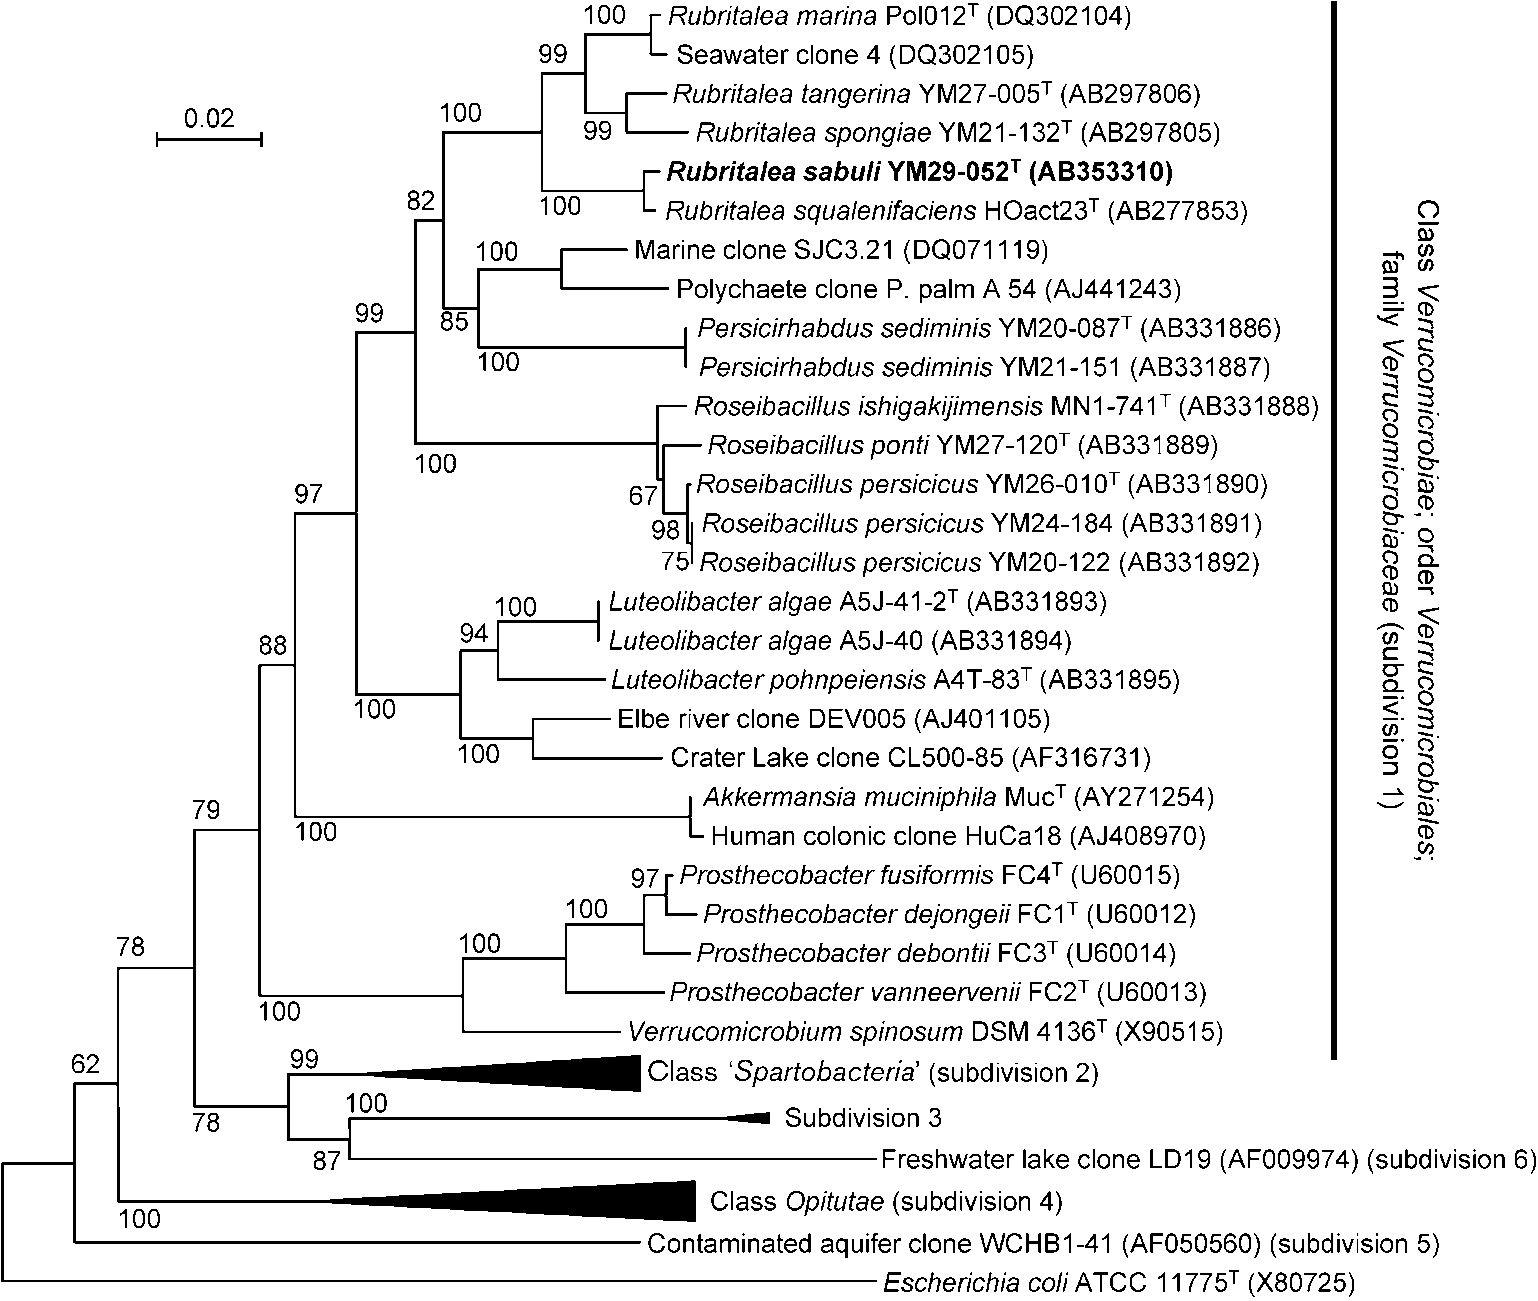 100
Rubritalea marina Pol012T (DQ302104)
99
Seawater clone 4 (DQ302105)
Rubritalea tangerina YM27-005T (AB297806)
0.02
100
99
Rubritalea spongiae YM21-132T (AB297805)
Rubritalea sabuli YM29-052T (AB353310)
82
100
Rubritalea squalenifaciens HOact23T (AB277853)
100
Marine clone SJC3.21 (DQ071119)
Polychaete clone P. palm A 54 (AJ441243)
99
85
Persicirhabdus sediminis YM20-087T (AB331886)
100
Persicirhabdus sediminis YM21-151 (AB331887)
Roseibacillus ishigakijimensis MN1-741T (AB331888)
Roseibacillus ponti YM27-120T (AB331889)
100
97
67
Roseibacillus persicicus YM26-010T (AB331890)
98
Roseibacillus persicicus YM24-184 (AB331891)
75
Roseibacillus persicicus YM20-122 (AB331892)
100
Luteolibacter algae A5J-41-2T (AB331893)
88
94
Luteolibacter algae A5J-40 (AB331894)
Luteolibacter pohnpeiensis A4T-83T (AB331895)
100
Elbe river clone DEV005 (AJ401105)
100
Crater Lake clone CL500-85 (AF316731)
79
Akkermansia muciniphila MucT (AY271254)
100
Human colonic clone HuCa18 (AJ408970)
97
Prosthecobacter fusiformis FC4T (U60015)
100
Prosthecobacter dejongeii FC1T (U60012)
78
100
Prosthecobacter debontii FC3T (U60014)
Prosthecobacter vanneervenii FC2T (U60013)
100
Verrucomicrobium spinosum DSM 4136T (X90515)
62
99
Class ‘Spartobacteria’ (subdivision 2)
78
100
Subdivision 3
87
Freshwater lake clone LD19 (AF009974) (subdivision 6)
Class Opitutae (subdivision 4)
100
Contaminated aquifer clone WCHB1-41 (AF050560) (subdivision 5)
Escherichia coli ATCC 11775T (X80725)
Class Verrucomicrobiae; order Verrucomicrobiales;
family Verrucomicrobiaceae (subdivision 1)